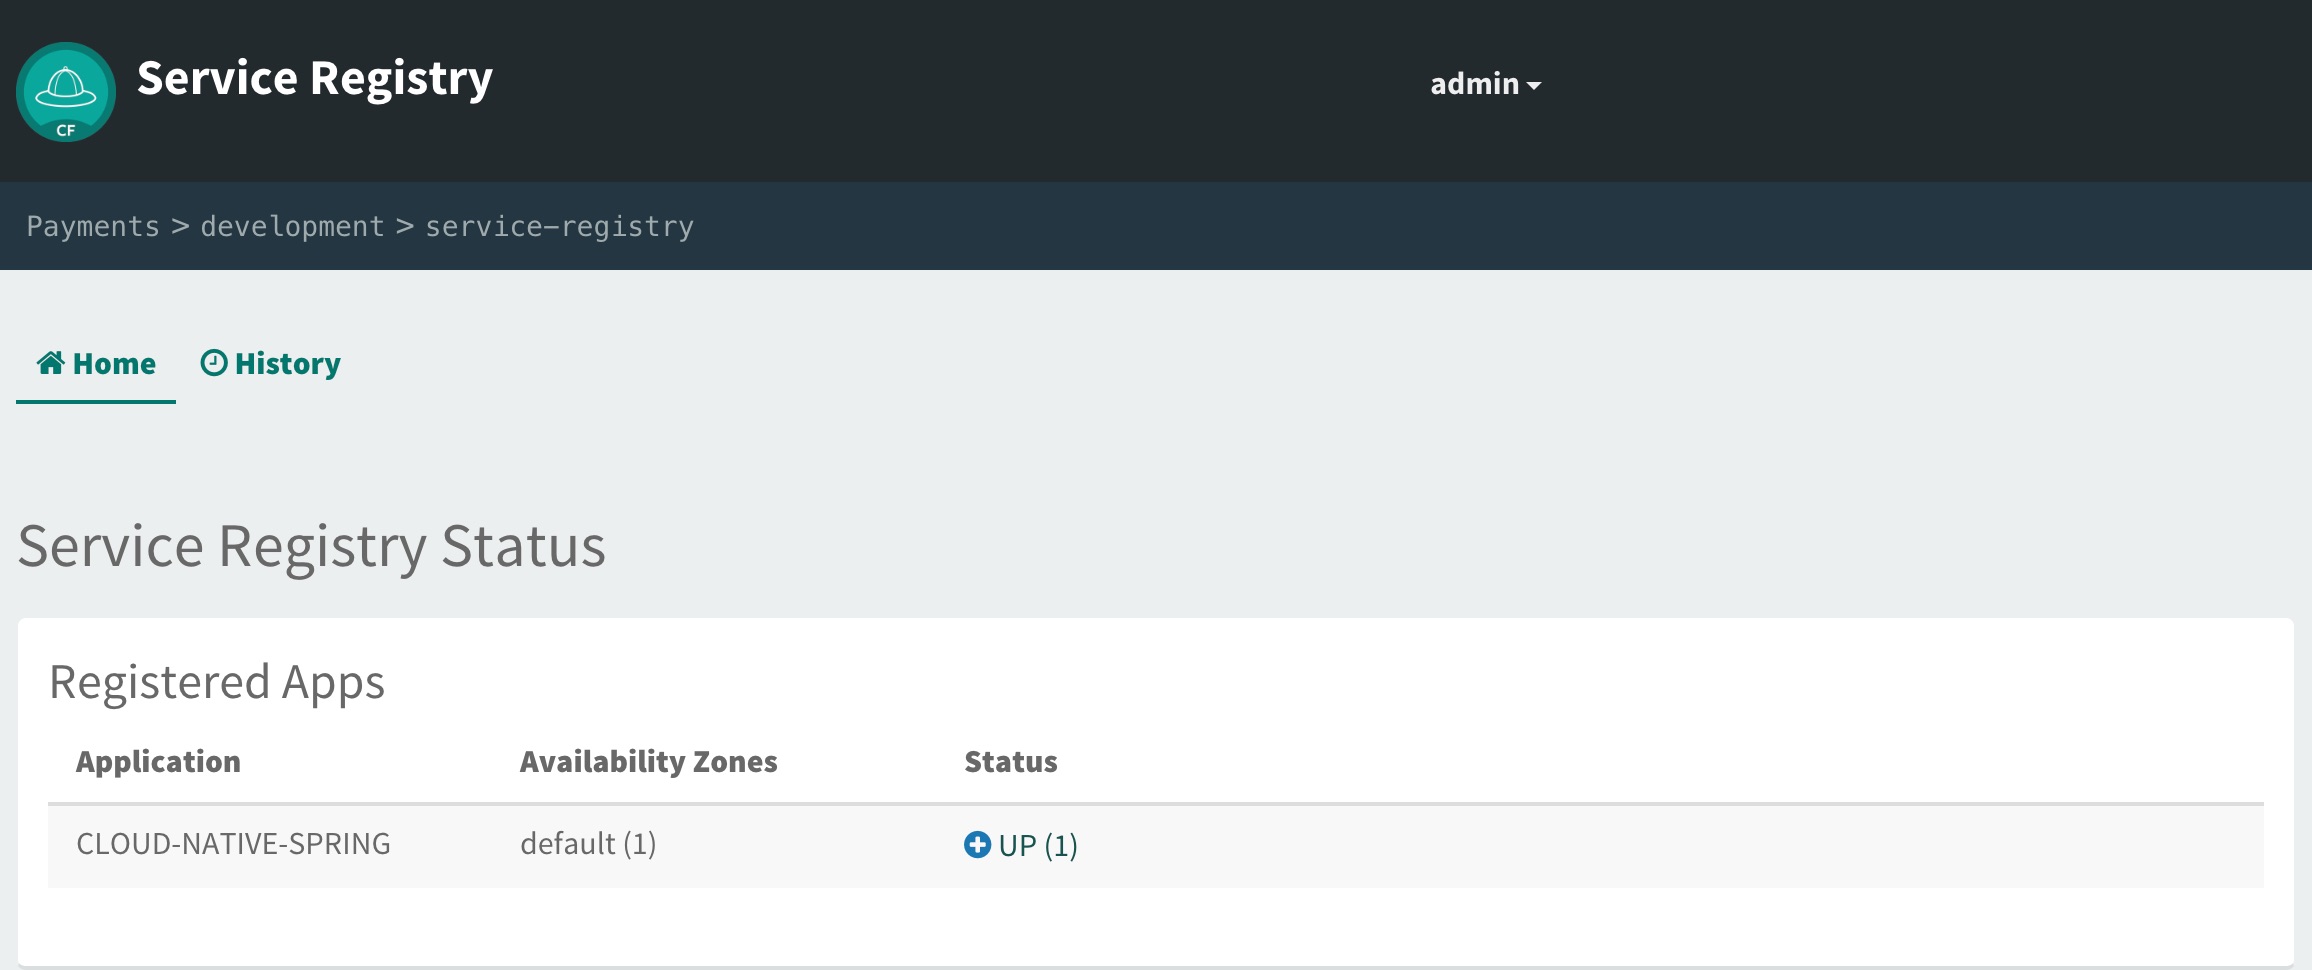 Service Registry
admin
CF
Payments > development > service-registry
Home History
Service Registry Status
Registered Apps
Application Availability Zones Status
CLOUD-NATIVE-SPRING default (1) UP (1)